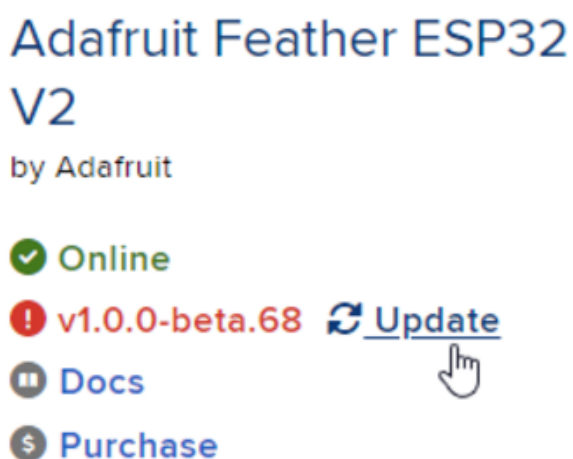 Adafruit Feather ESP32
V2
by Adafruit
Online
v1.0.0-beta.68 Update
Docs
Purchase